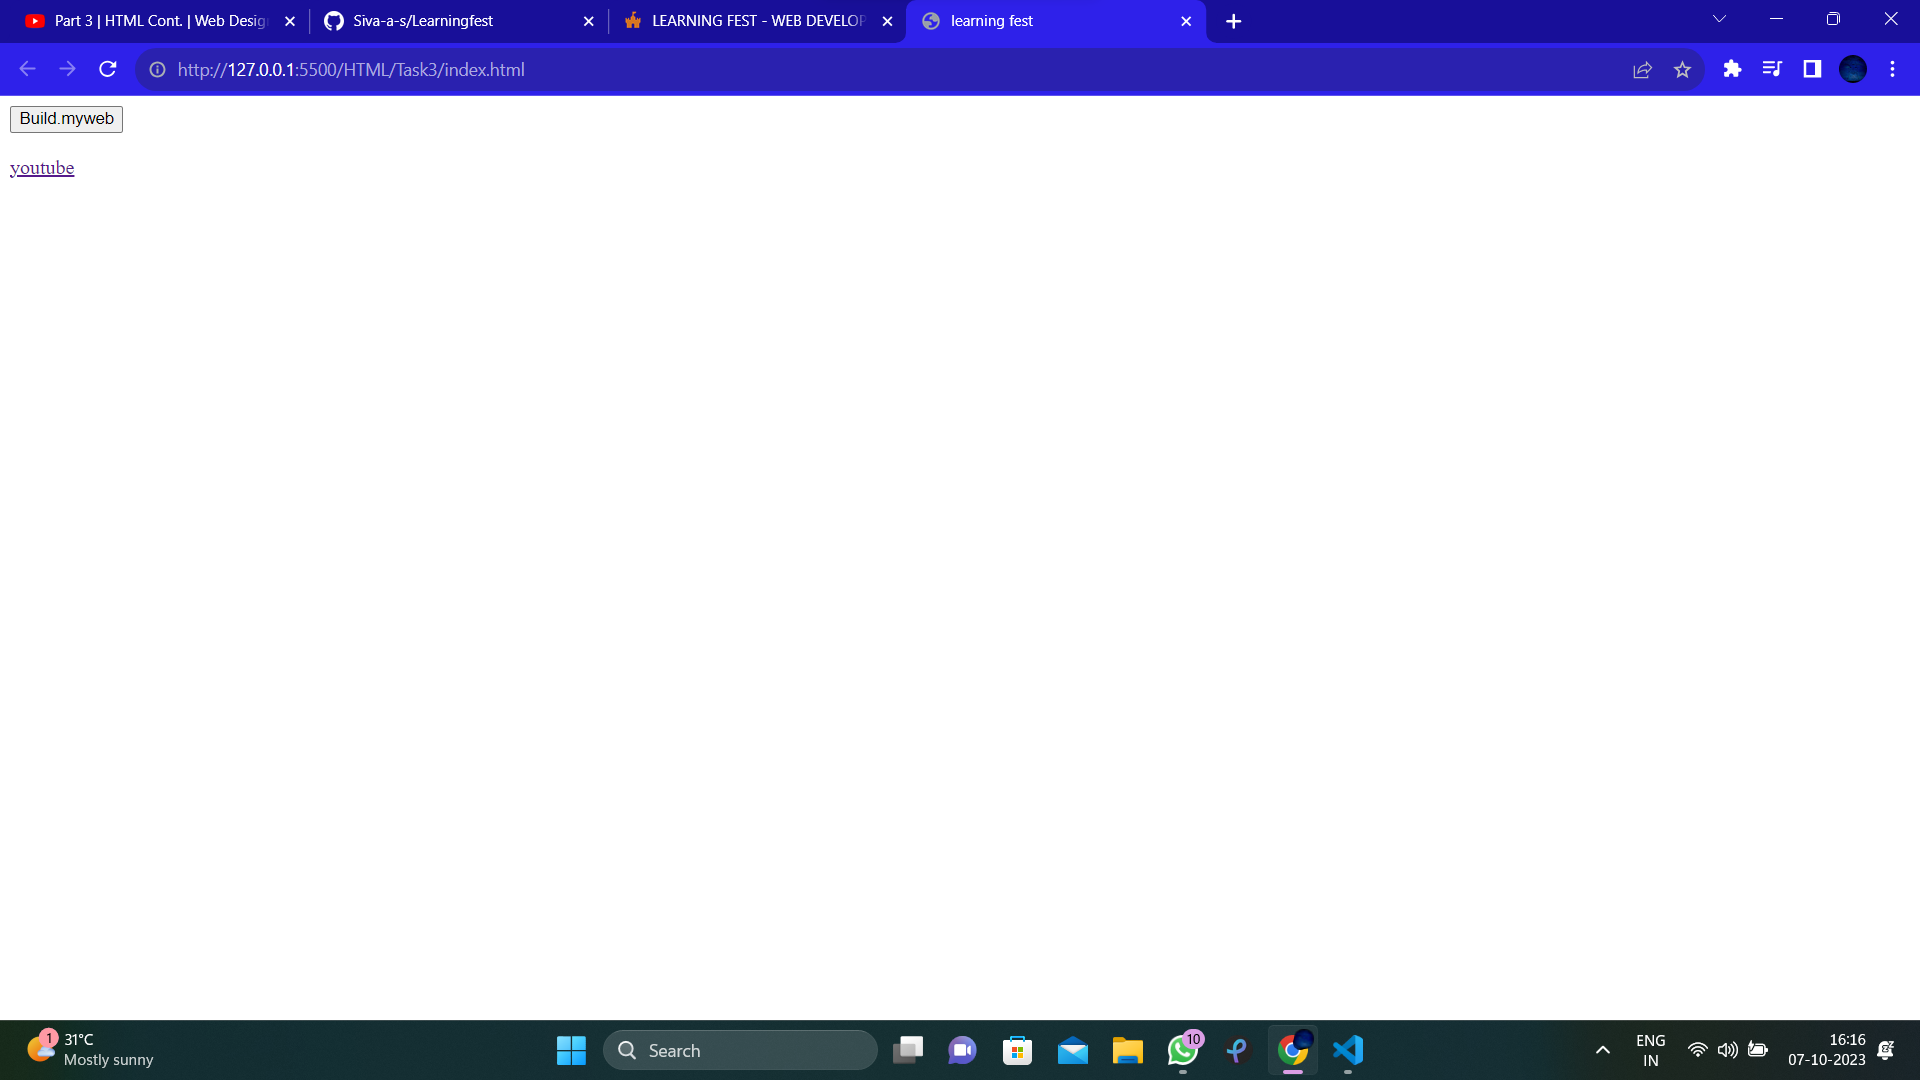 Part 3 | HTML Cont. | Web Desig
Siva-a-s/Learningfest
LEARNING FEST - WEB DEVELOP
learning fest
http://127.0.0.1:5500/HTML/Task3/index.html
Build.myweb
youtube
1
31°C
Mostly sunny
Search
10
ENG
IN
16:16
07-10-2023